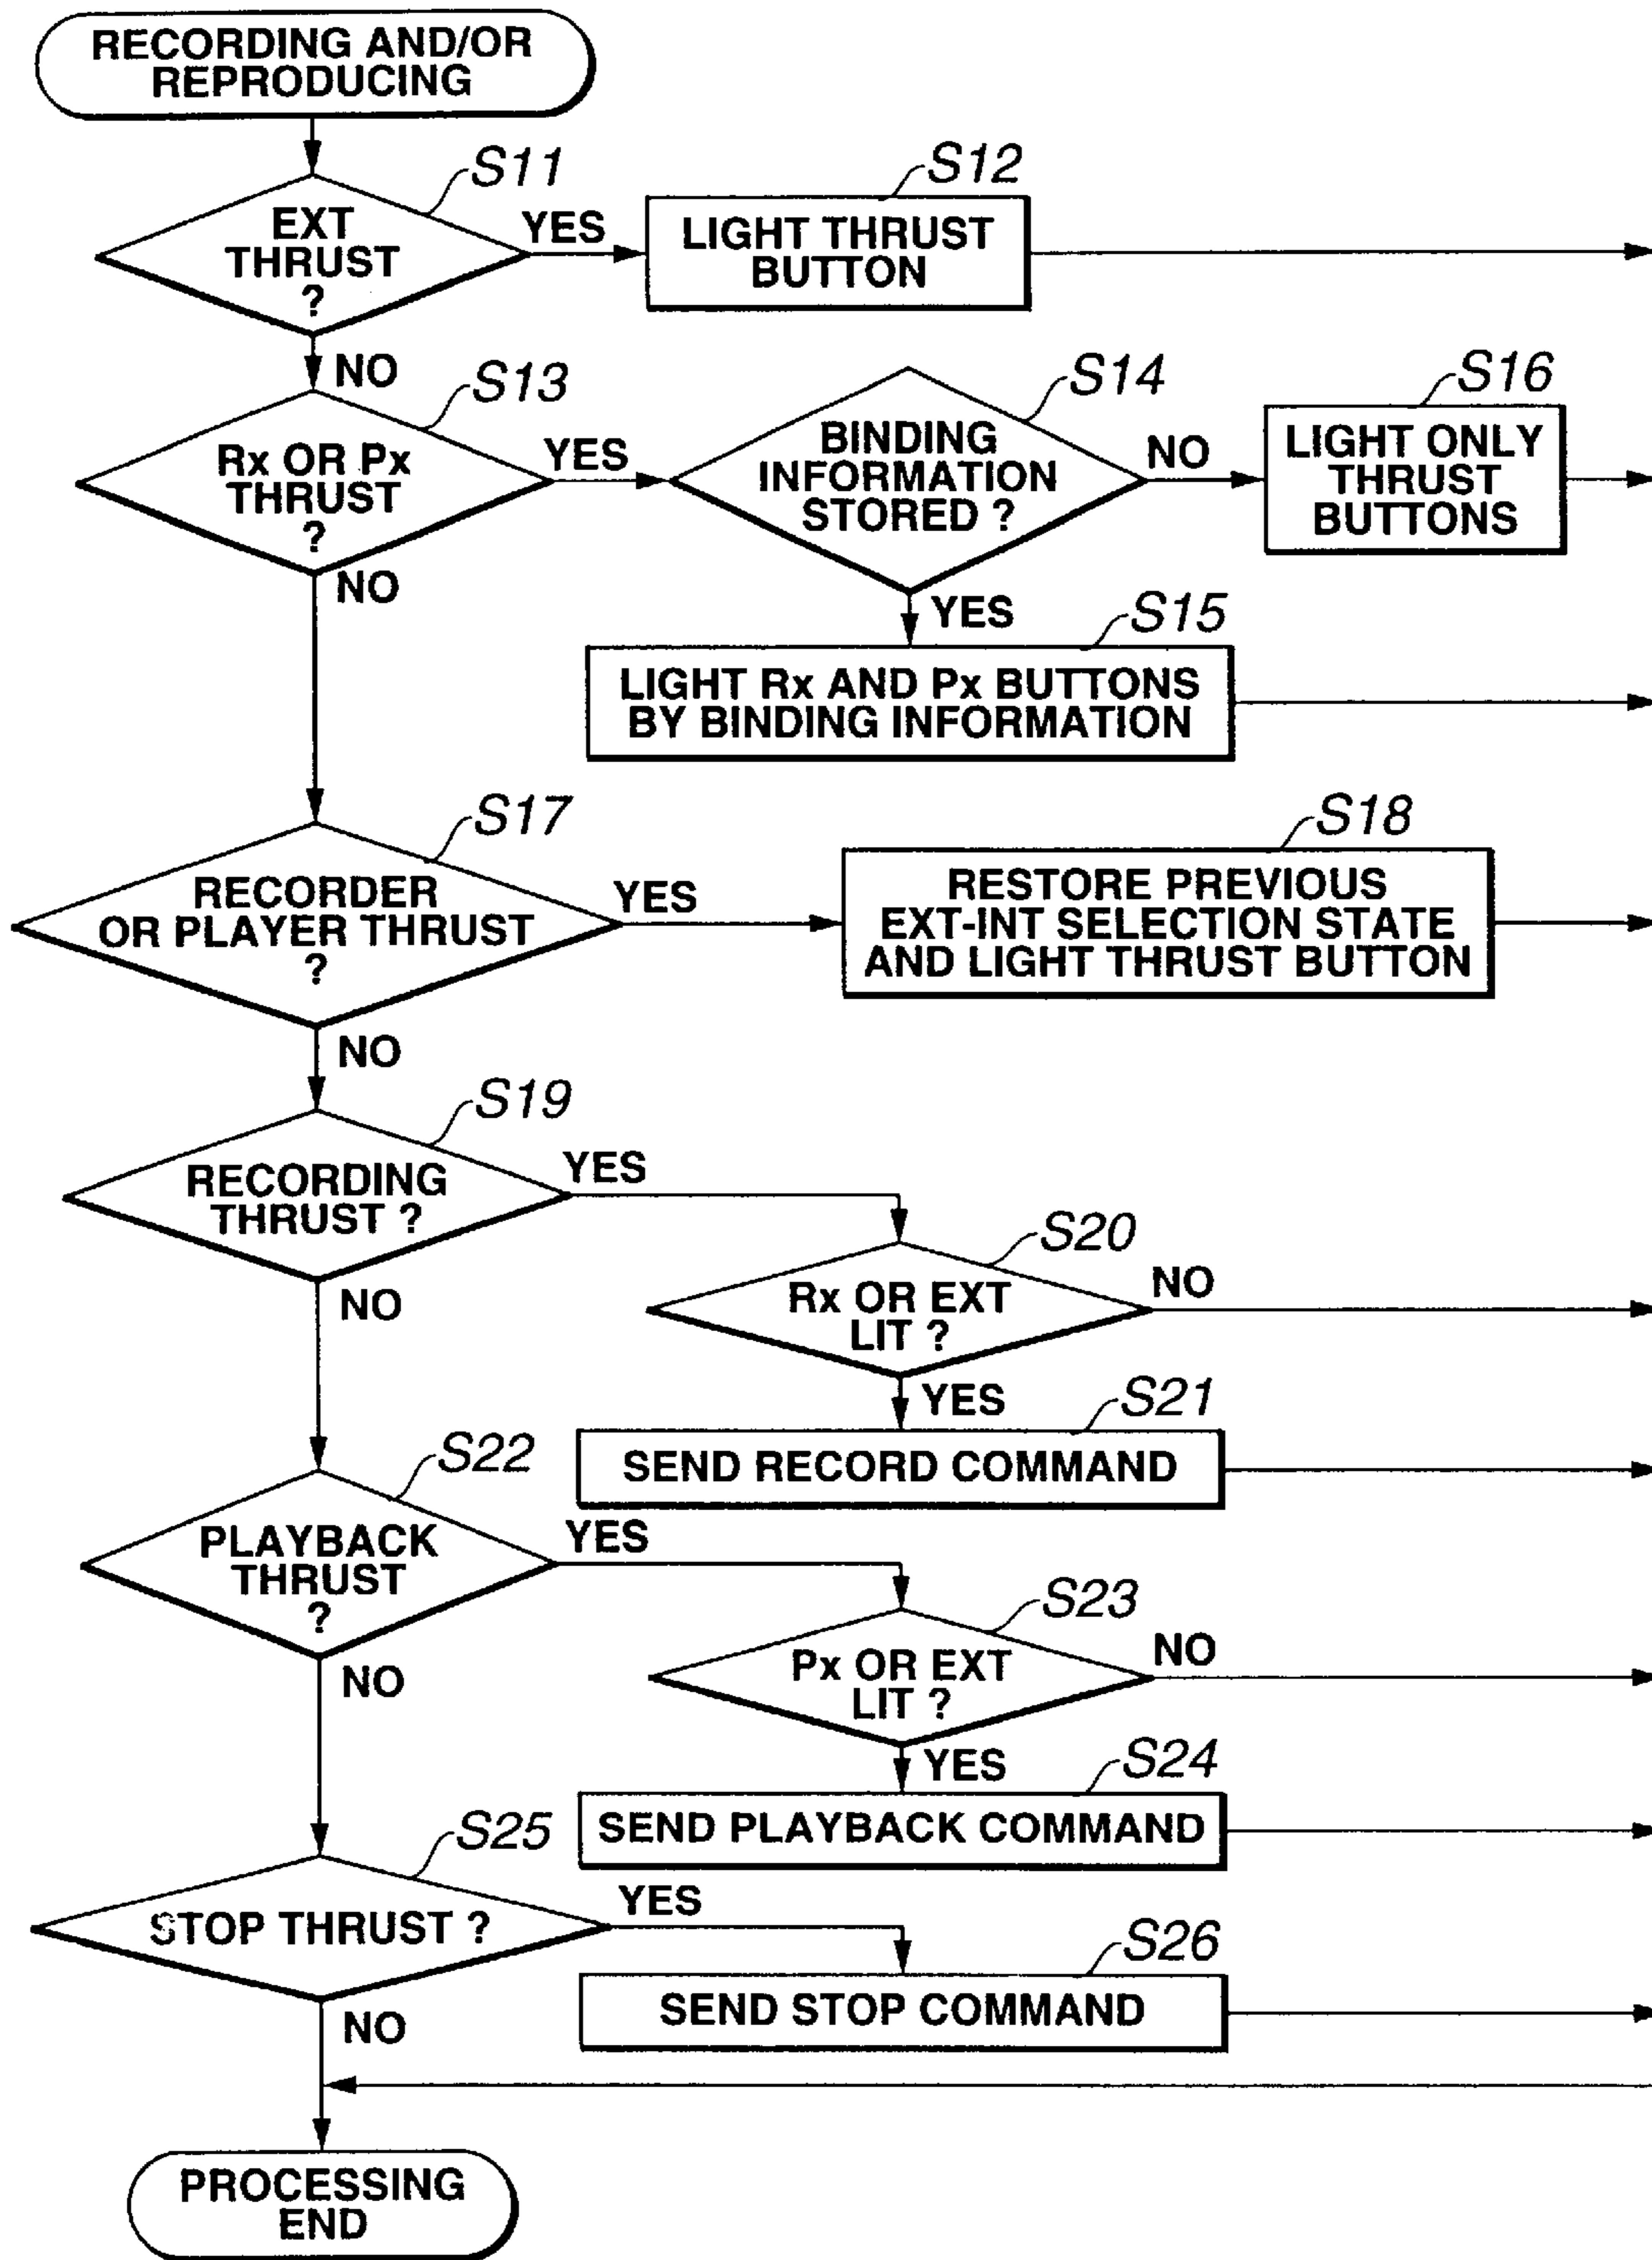 RECORDING AND/OR
REPRODUCING
S11
EXT
THRUST
?
YES
S12
LIGHT THRUST
BUTTON
NO
S13
Rx OR Px
THRUST
?
YES
S14
BINDING
INFORMATION
STORED ?
NO
S16
LIGHT ONLY
THRUST
BUTTONS
NO
YES
S15
LIGHT Rx AND Px BUTTONS
BY BINDING INFORMATION
S17
RECORDER
OR PLAYER THRUST
?
YES
S18
RESTORE PREVIOUS
EXT-INT SELECTION STATE
AND LIGHT THRUST BUTTON
NO
S19
RECORDING
THRUST ?
YES
S20
Rx OR EXT
LIT ?
NO
NO
YES
S21
SEND RECORD COMMAND
S22
PLAYBACK
THRUST
?
YES
S23
Px OR EXT
LIT ?
NO
NO
YES
S24
SEND PLAYBACK COMMAND
S25
STOP THRUST ?
YES
S26
SEND STOP COMMAND
NO
PROCESSING
END